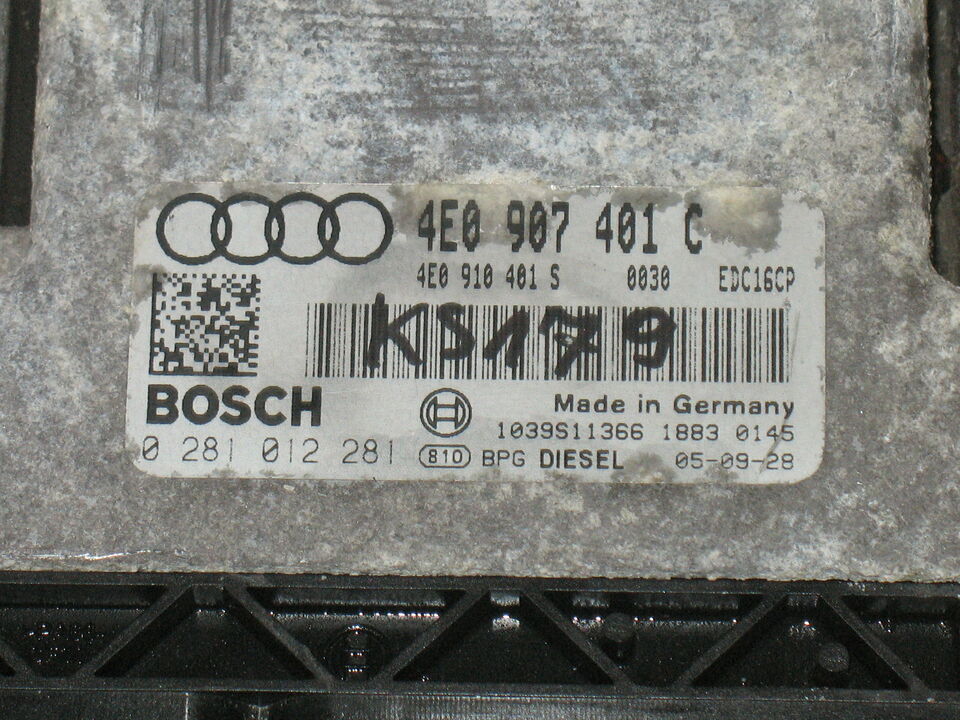 4E0 907 401 C
4E0 910 401 S 0030 EDC16CP
KS179
BOSCH
Made in Germany
1039S11366 1883 0145
0 281 012 281 810 BPG DIESEL 05-09-28